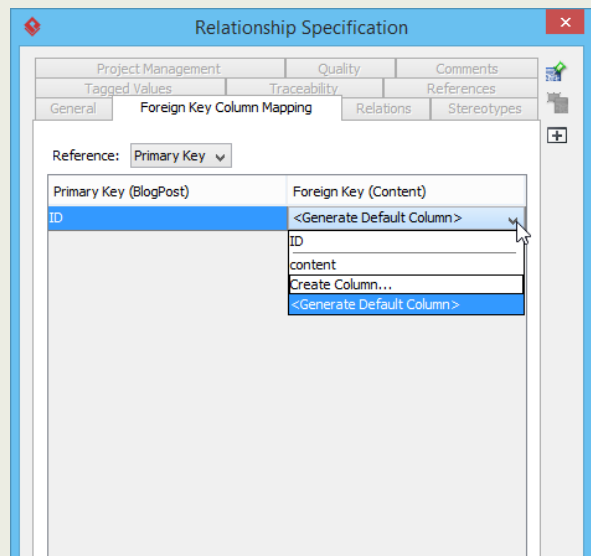 Relationship Specification
Project Management Quality Comments
Tagged Values Traceability References
General Foreign Key Column Mapping Relations Stereotypes
Reference: Primary Key
Primary Key (BlogPost) Foreign Key (Content)
ID <Generate Default Column>
ID
content
Create Column...
<Generate Default Column>